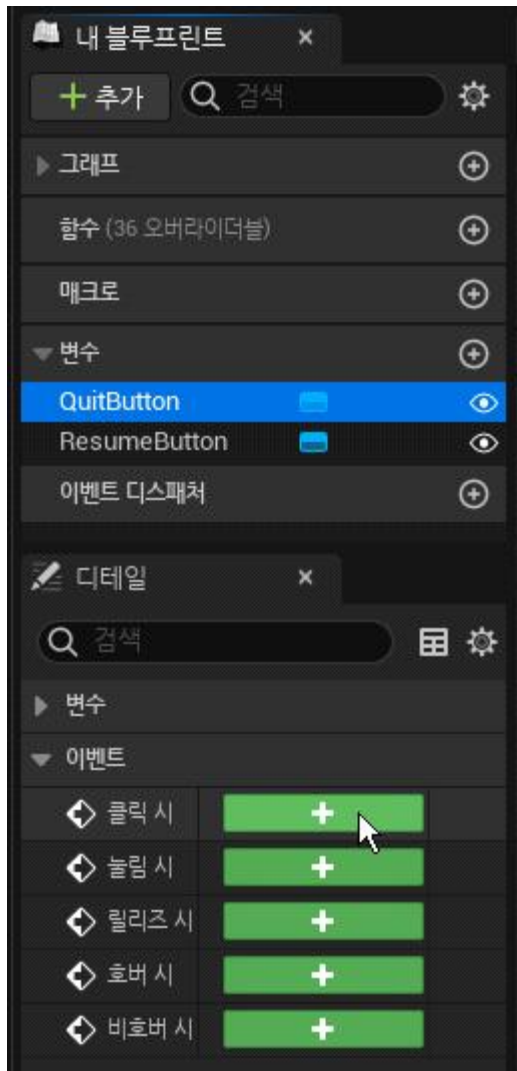 내 블루프린트
추가 검색
그래프
함수 (36 오버라이더블)
매크로
변수
QuitButton
ResumeButton
이벤트 디스패처
디테일
검색
변수
이벤트
클릭 시
눌림 시
릴리즈 시
호버 시
비호버 시